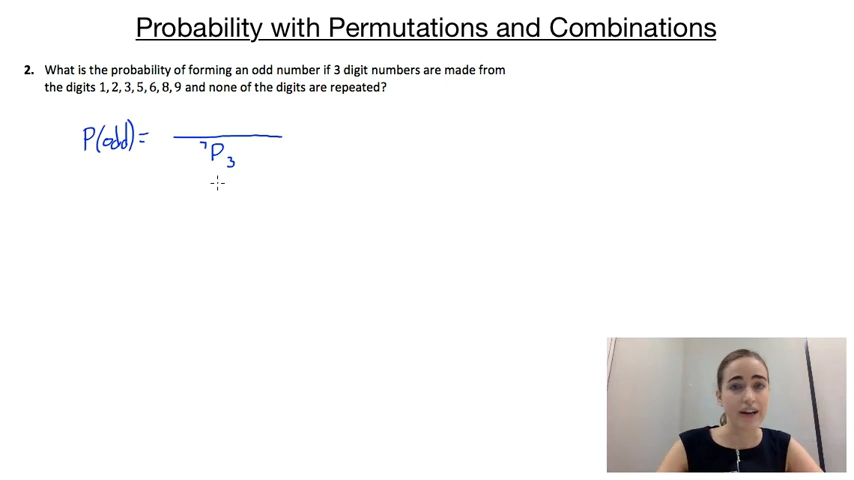 Probability with Permutations and Combinations
2. What is the probability of forming an odd number if 3 digit numbers are made from
the digits 1, 2, 3, 5, 6, 8, 9 and none of the digits are repeated?
P(odd) =
⁷P₃